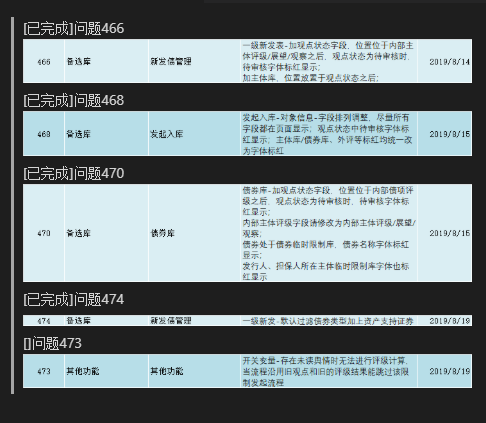 [已完成]问题466
466 备选库 新发债管理 一级新发表-加观点状态字段，位置位于内部主
体评级/展望/观察之后，观点状态为待审核时，
待审核字体标红显示；
加主体库，位置放置于观点状态之后； 2019/8/14
[已完成]问题468
468 备选库 发起入库 发起入库-对象信息-字段排列调整，尽量所有
字段都在页面显示；观点状态中待审核字体标
红显示；主体库/债券库、外评等标红均统一改
为字体标红 2019/8/15
[已完成]问题470
470 备选库 债券库 债券库-加观点状态字段，位置位于内部债项评
级之后，观点状态为待审核时，待审核字体标
红显示；
内部主体评级字段请修改为内部主体评级/展望/
观察；
债券处于债券临时限制库，债券名称字体标红
显示；
发行人、担保人所在主体临时限制库字体也标
红显示 2019/8/15
[已完成]问题474
474 备选库 新发债管理 一级新发-默认过滤债券类型加上资产支持证券 2019/8/19
[]问题473
473 其他功能 其他功能 开关变量-存在未读舆情时无法进行评级计算，
当流程沿用旧观点和旧的评级结果能跳过该限
制发起流程 2019/8/19